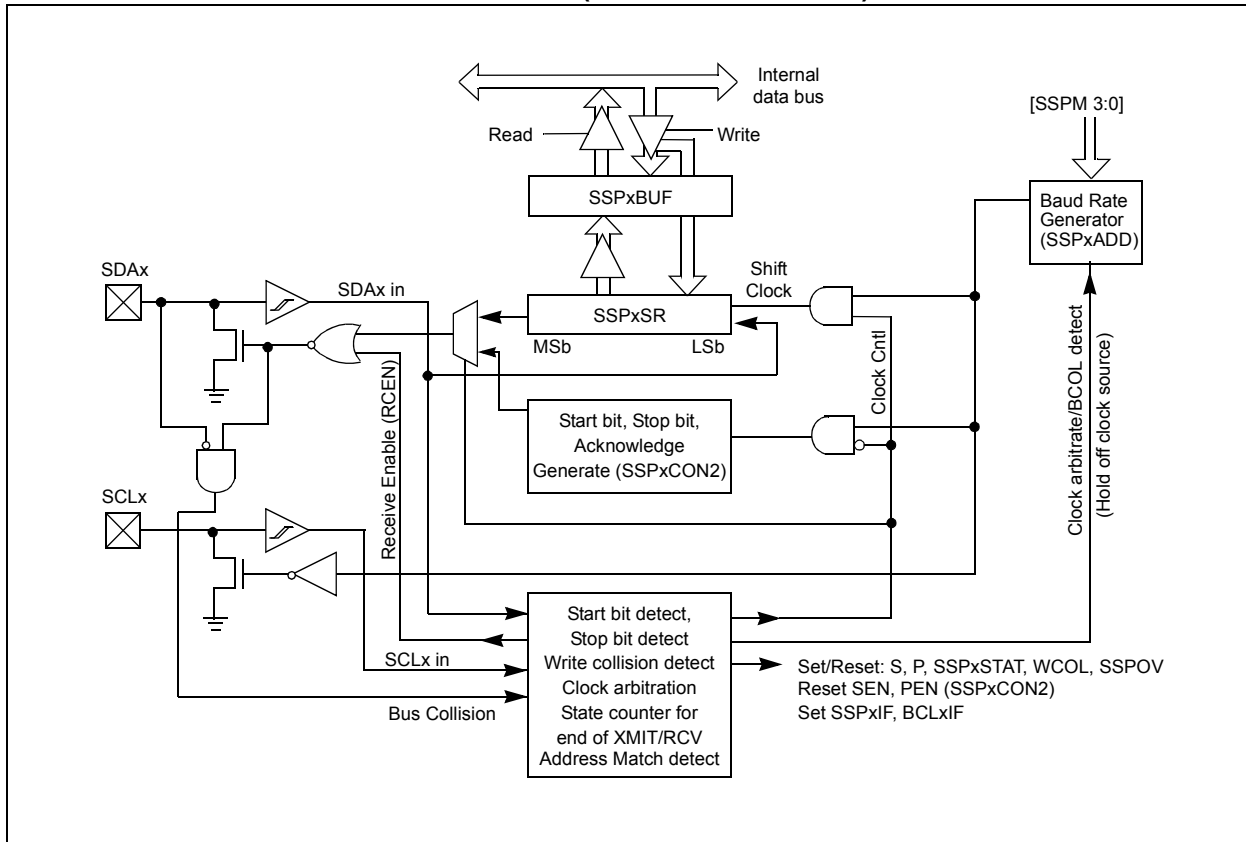 Internal
data bus
[SSPM 3:0]
Read
Write
SSPxBUF
Baud Rate
Generator
(SSPxADD)
SDAx
SDAx in
Shift
Clock
SSPxSR
MSb
LSb
Start bit, Stop bit,
Acknowledge
Generate (SSPxCON2)
Clock Cntl
Receive Enable (RCEN)
Clock arbitrate/BCOL detect
(Hold off clock source)
SCLx
SCLx in
Bus Collision
Start bit detect,
Stop bit detect
Write collision detect
Clock arbitration
State counter for
end of XMIT/RCV
Address Match detect
Set/Reset: S, P, SSPxSTAT, WCOL, SSPOV
Reset SEN, PEN (SSPxCON2)
Set SSPxIF, BCLxIF